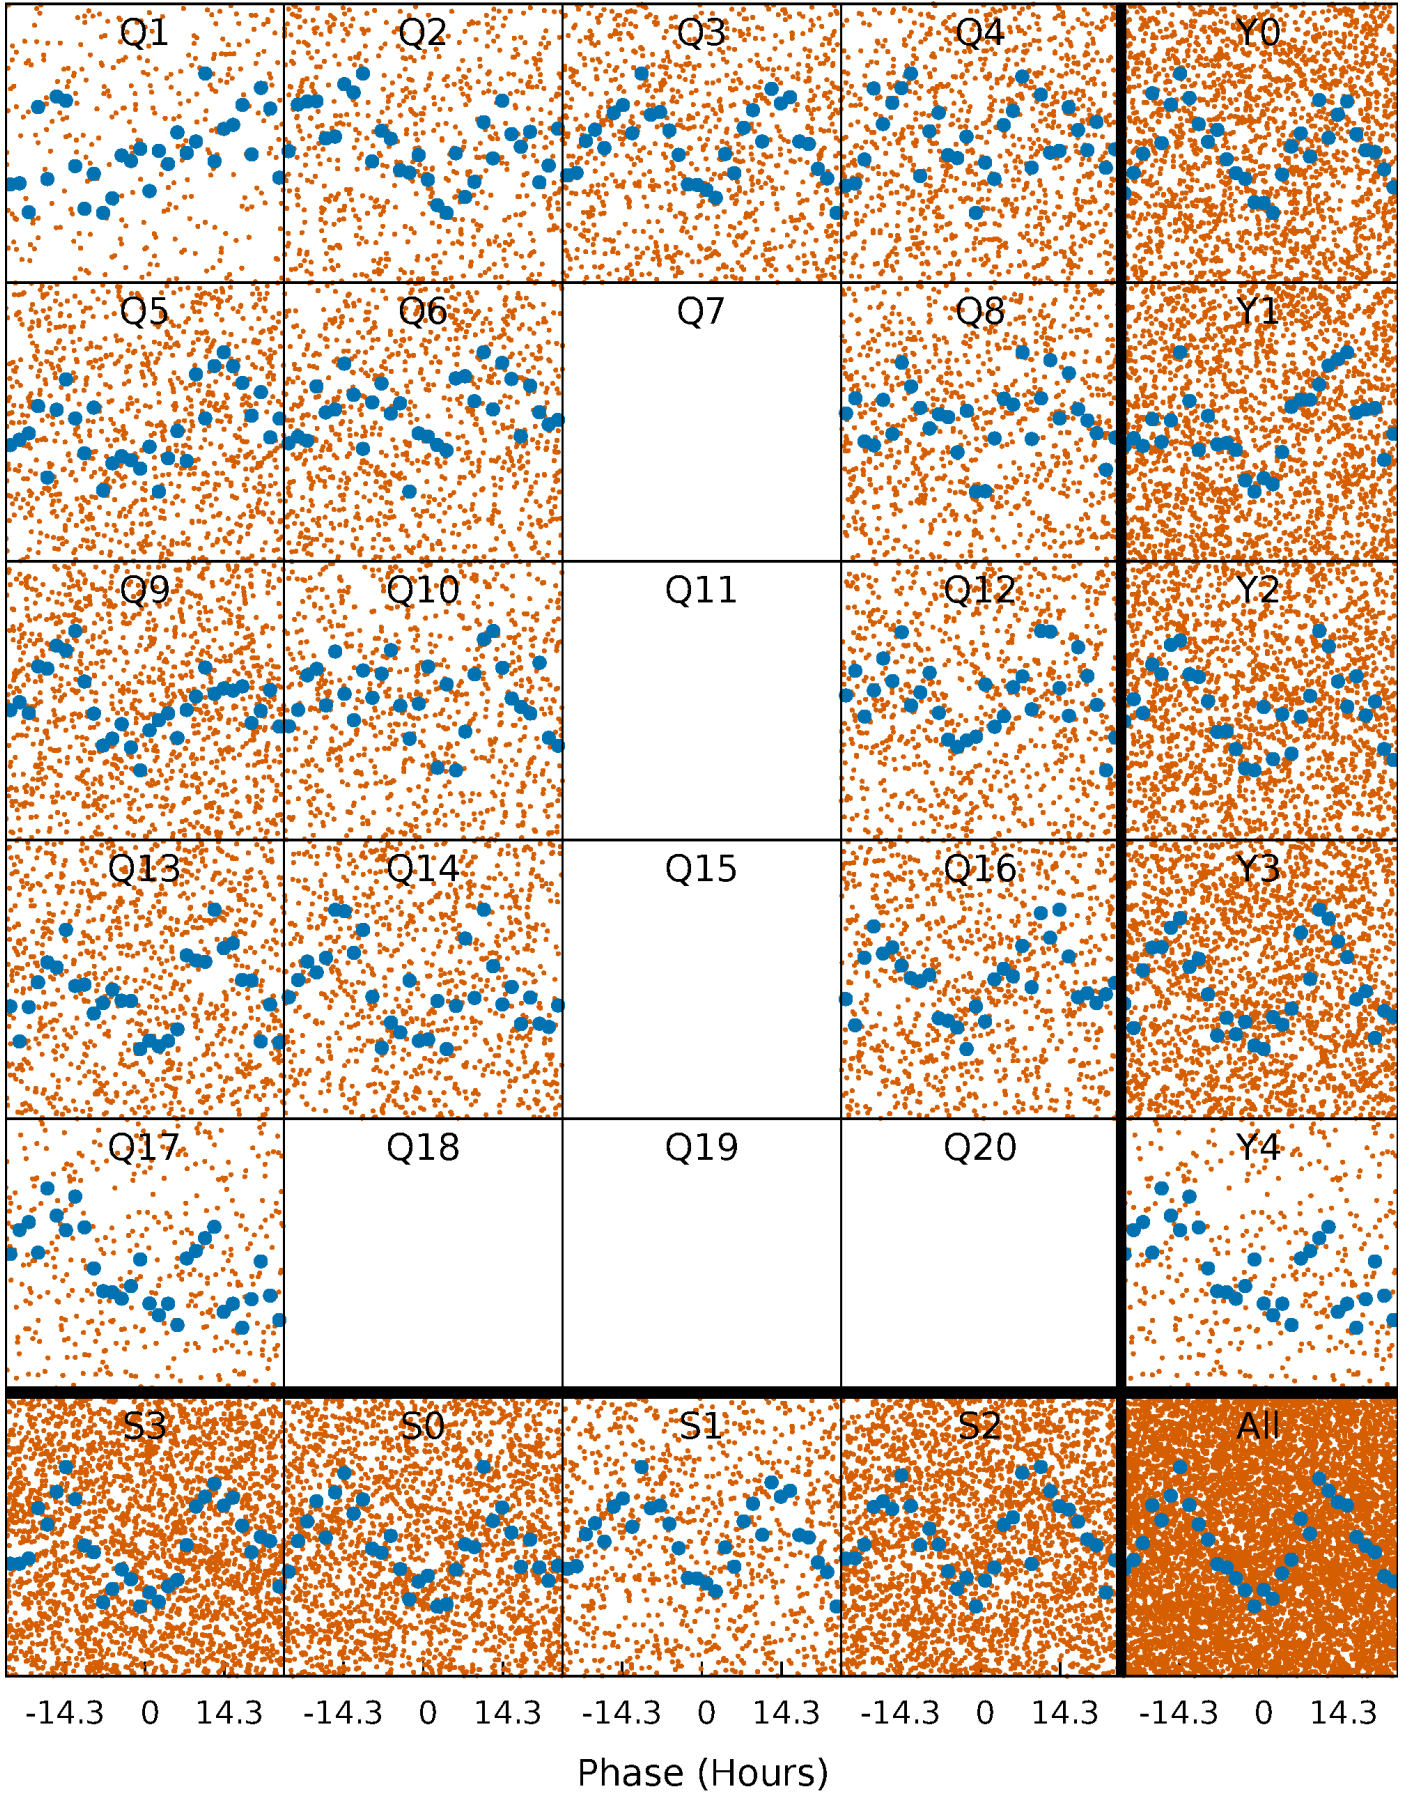 Q1 Q2 Q3 Q4 Y0
Q5 Q6 Q7 Q8 Y1
Q9 Q10 Q11 Q12 Y2
Q13 Q14 Q15 Q16 Y3
Q17 Q18 Q19 Q20 Y4
S3 S0 S1 S2 All
-14.3 0 14.3 -14.3 0 14.3 -14.3 0 14.3 -14.3 0 14.3 -14.3 0 14.3
Phase (Hours)